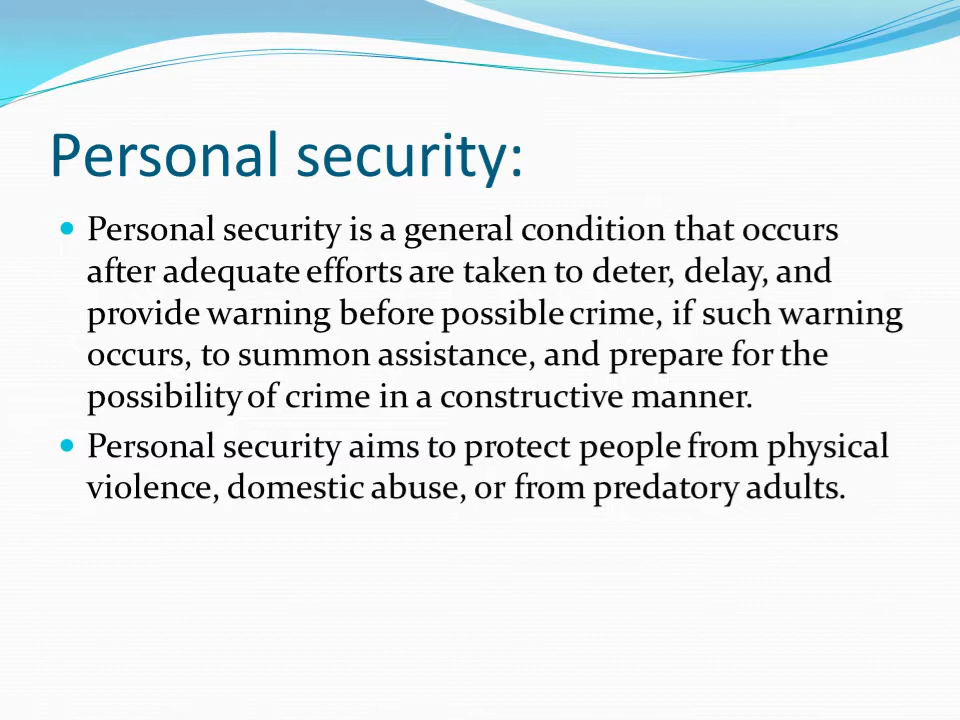 Personal security:
• Personal security is a general condition that occurs
after adequate efforts are taken to deter, delay, and
provide warning before possible crime, if such warning
occurs, to summon assistance, and prepare for the
possibility of crime in a constructive manner.
• Personal security aims to protect people from physical
violence, domestic abuse, or from predatory adults.